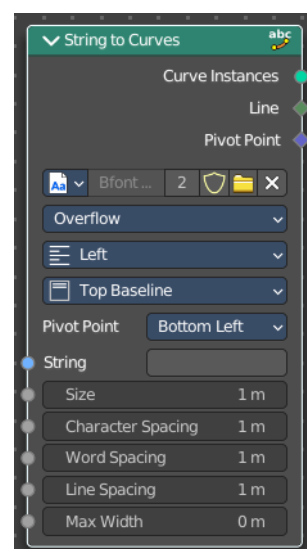 String to Curves abc
Curve Instances
Line
Pivot Point
Aa Bfont ... 2
Overflow
Left
Top Baseline
Pivot Point Bottom Left
String
Size 1 m
Character Spacing 1 m
Word Spacing 1 m
Line Spacing 1 m
Max Width 0 m